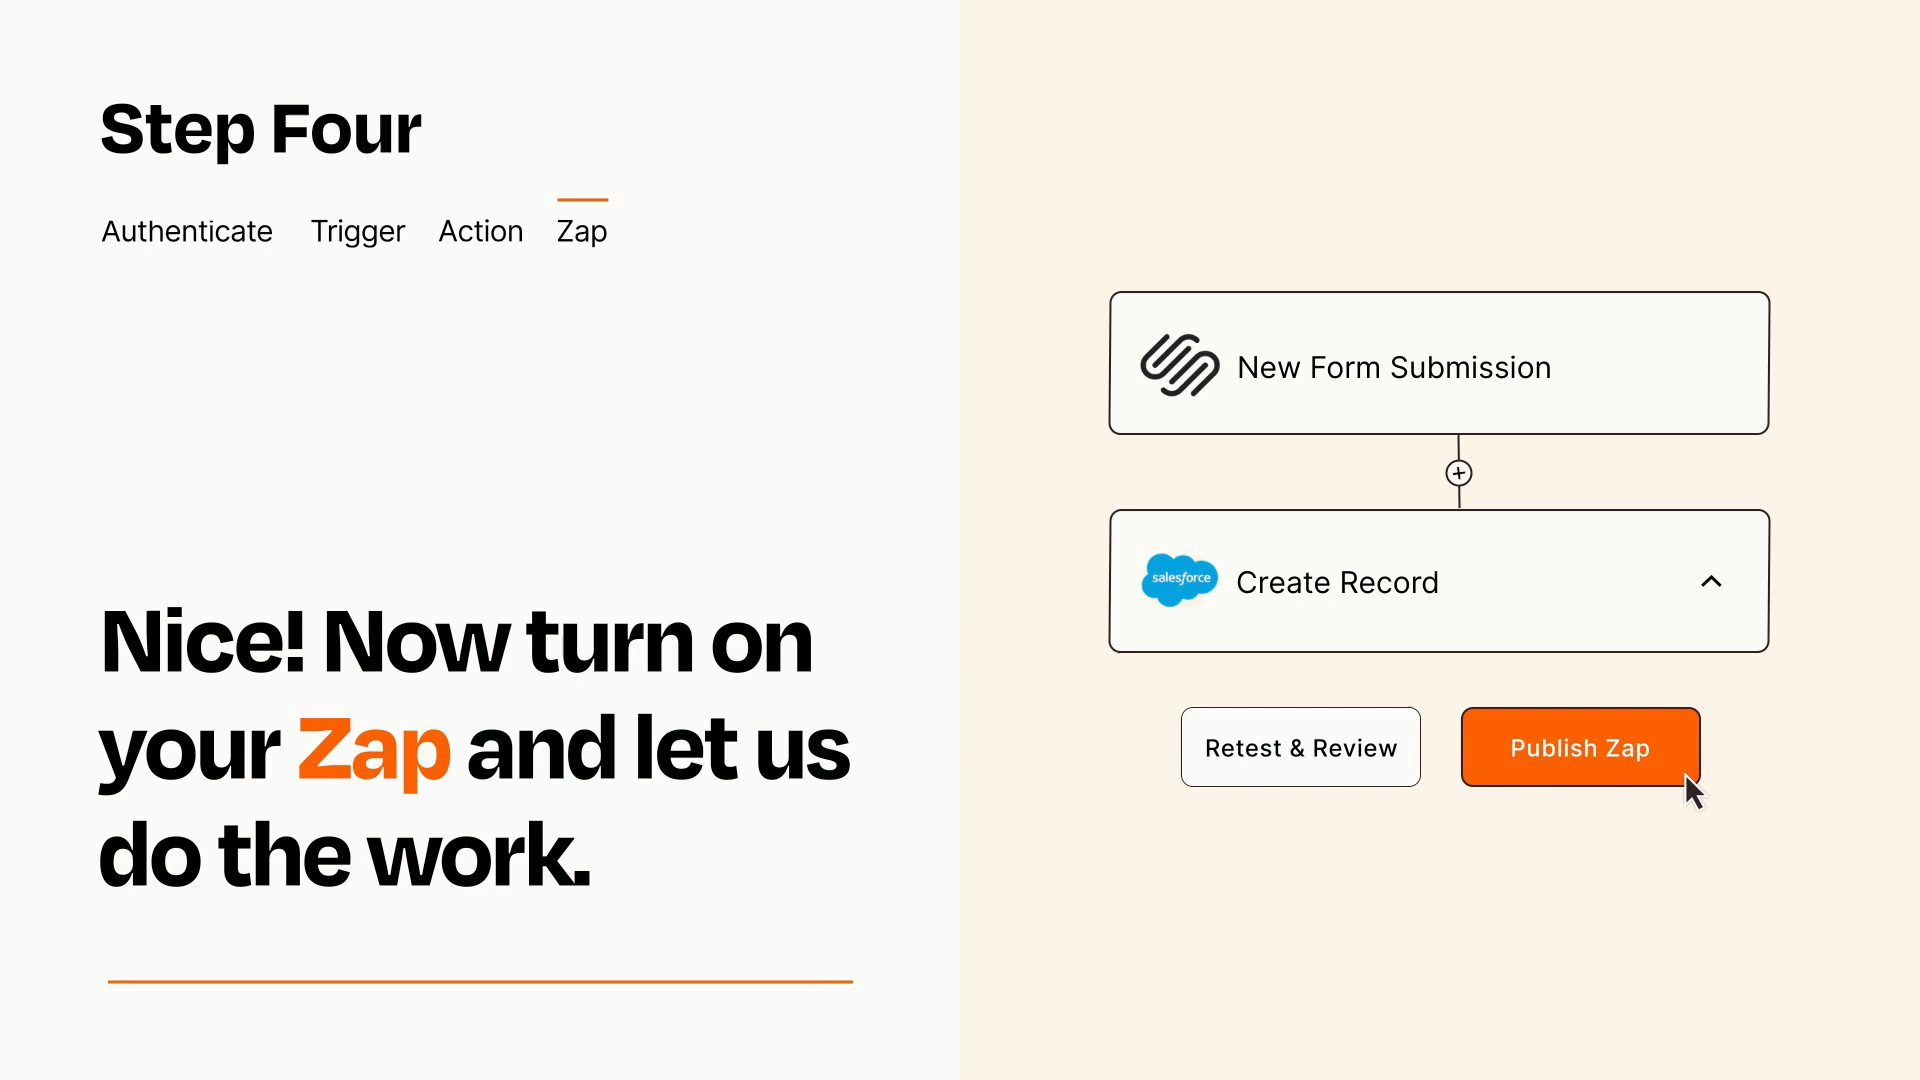 Step Four
Authenticate Trigger Action Zap
Nice! Now turn on
your Zap and let us
do the work.
New Form Submission
salesforce Create Record
Retest & Review Publish Zap